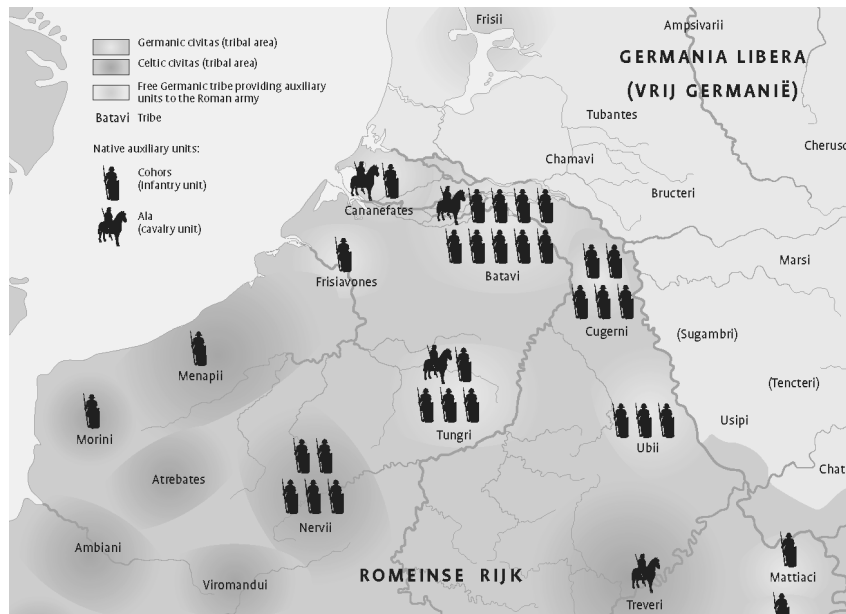 Germanic civitas (tribal area)
Celtic civitas (tribal area)
Free Germanic tribe providing auxiliary
units to the Roman army
Batavi Tribe
Native auxiliary units:
Cohors
(infantry unit)
Ala
(cavalry unit)
Frisii
Ampsivarii
GERMANIA LIBERA
(VRIJ GERMANIË)
Tubantes
Cherusc
Chamavi
Bructeri
Cananefates
Marsi
Frisiavones
Batavi
Cugerni
(Sugambri)
Menapii
(Tencteri)
Morini
Tungri
Usipi
Ubii
Chat
Atrebates
Nervii
Ambiani
Viromandui
ROMEINSE RIJK
Mattiaci
Treveri